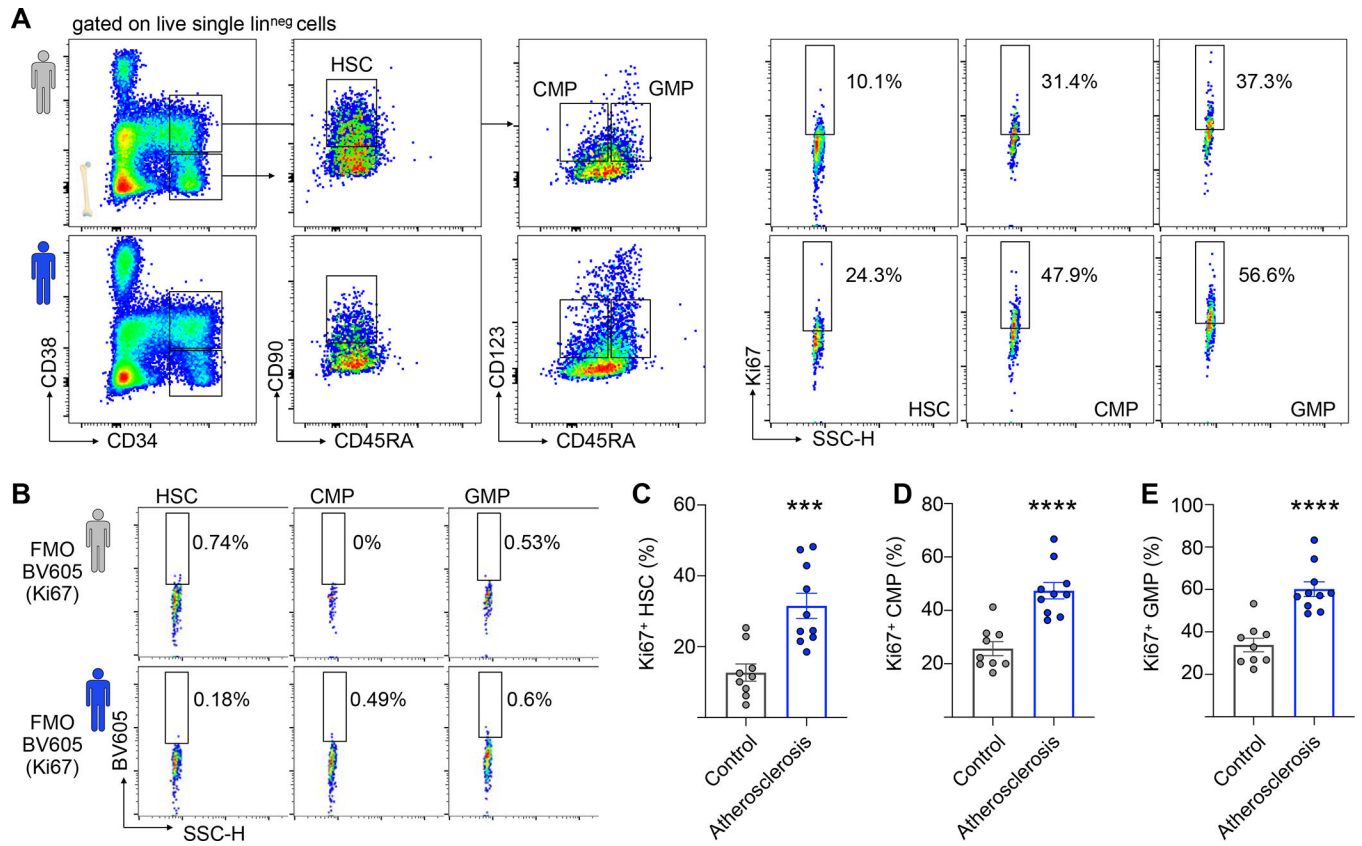 A
gated on live single lin^neg cells
HSC
CMP
GMP
10.1%
31.4%
37.3%
24.3%
47.9%
56.6%
CD38
CD34
CD90
CD45RA
CD123
CD45RA
Ki67
SSC-H
HSC
CMP
GMP
B
HSC
CMP
GMP
FMO
BV605
(Ki67)
0.74%
0%
0.53%
FMO
BV605
(Ki67)
0.18%
0.49%
0.6%
BV605
SSC-H
C
***
Ki67⁺ HSC (%)
60
40
20
Control
Atherosclerosis
D
****
Ki67⁺ CMP (%)
80
60
40
20
Control
Atherosclerosis
E
****
Ki67⁺ GMP (%)
100
80
60
40
20
Control
Atherosclerosis